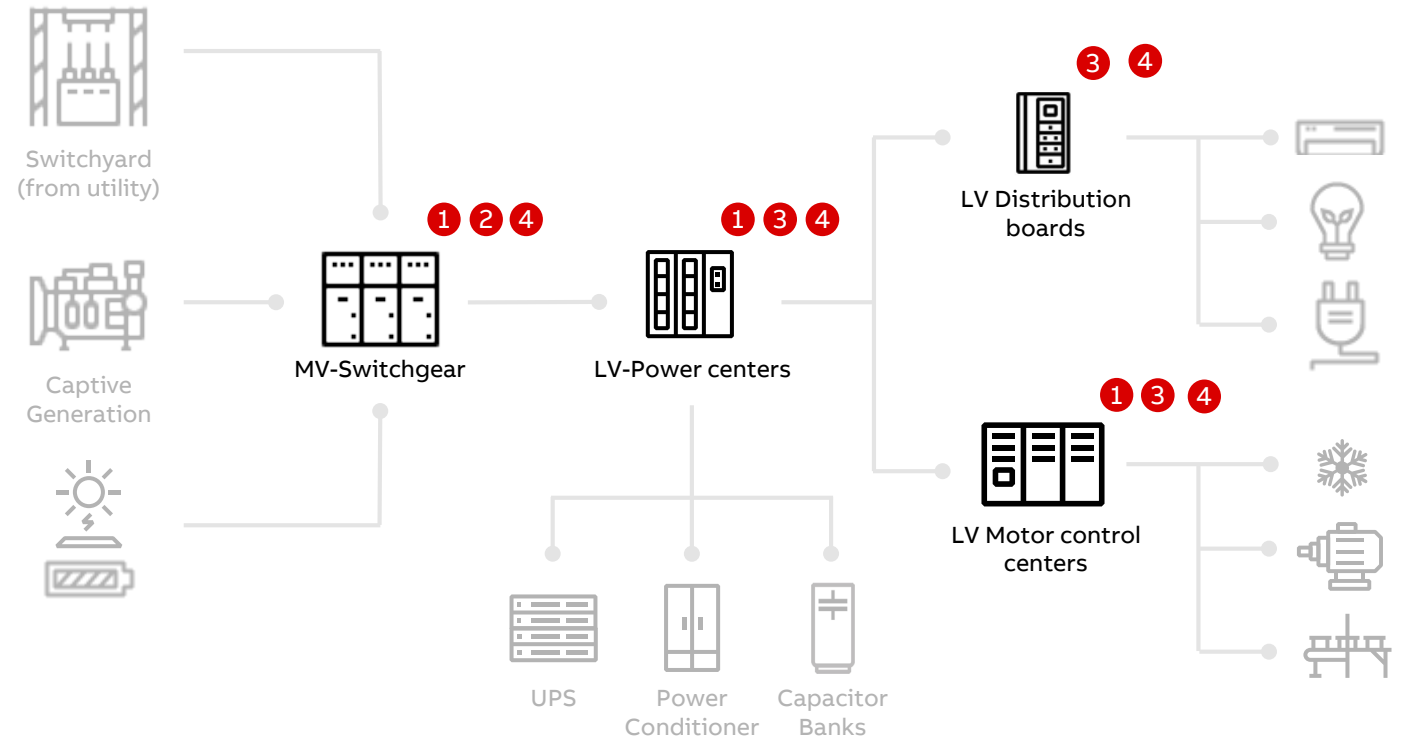 Switchyard
(from utility)
1 2 4
MV-Switchgear
Captive
Generation
1 3 4
LV-Power centers
3 4
LV Distribution
boards
1 3 4
LV Motor control
centers
UPS
Power
Conditioner
Capacitor
Banks